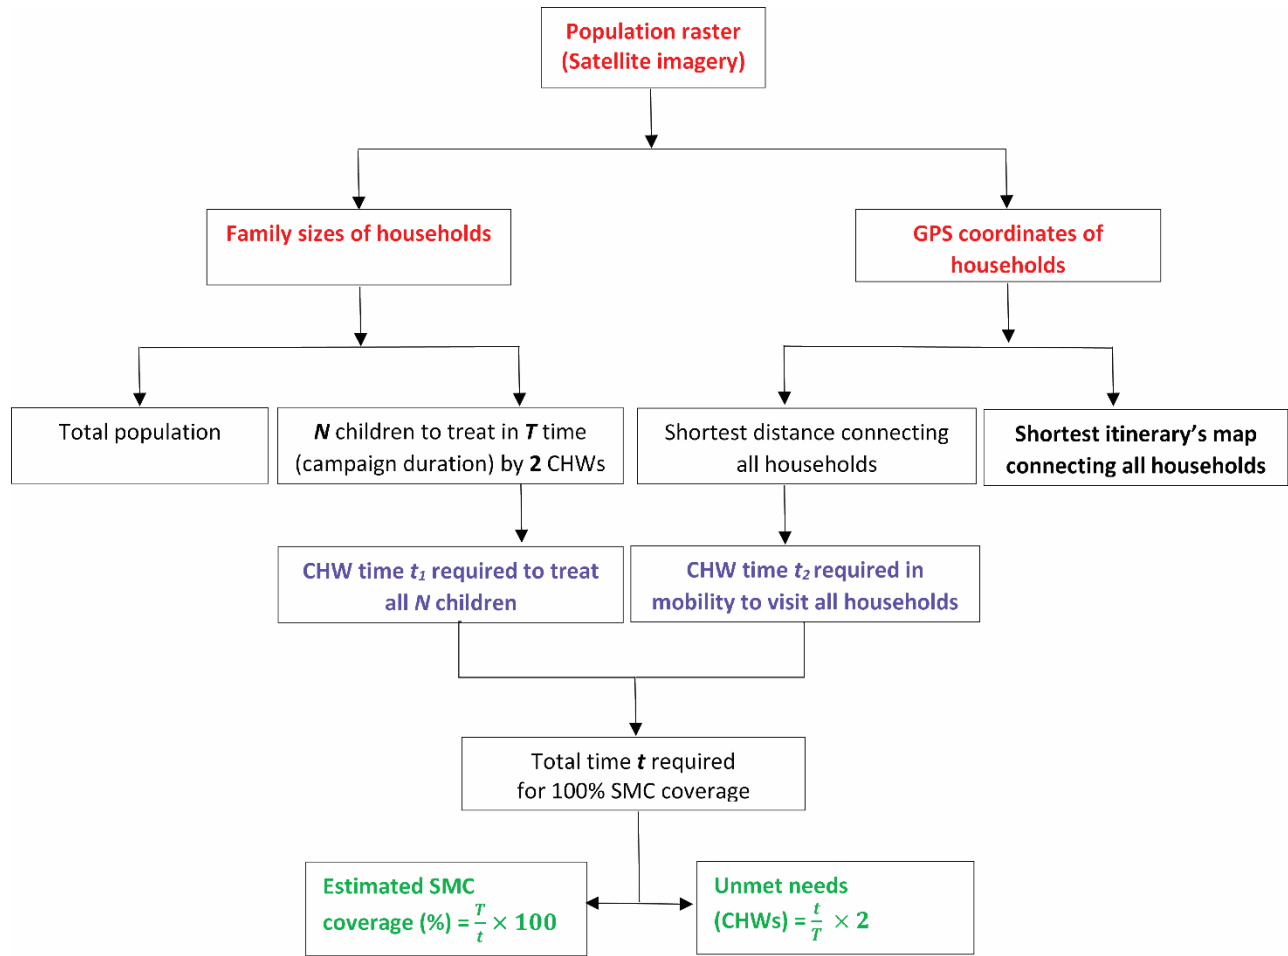 Population raster
(Satellite imagery)
Family sizes of households
GPS coordinates of
households
Total population
N children to treat in T time
(campaign duration) by 2 CHWs
Shortest distance connecting
all households
Shortest itinerary’s map
connecting all households
CHW time t₁ required to treat
all N children
CHW time t₂ required in
mobility to visit all households
Total time t required
for 100% SMC coverage
Estimated SMC
coverage (%) = T/t × 100
Unmet needs
(CHWs) = t/T × 2